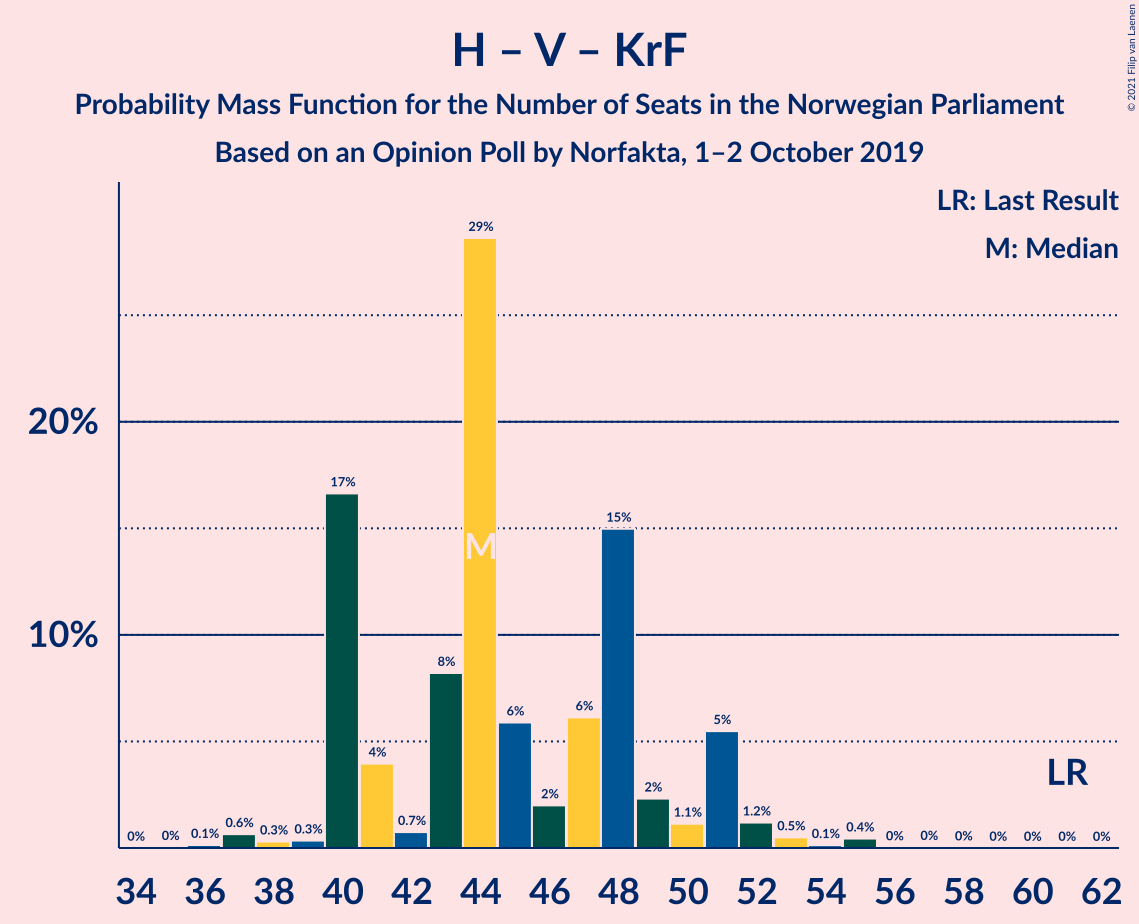 H – V – KrF
Probability Mass Function for the Number of Seats in the Norwegian Parliament
Based on an Opinion Poll by Norfakta, 1–2 October 2019
© 2021 Filip van Laenen
LR: Last Result
M: Median
20%
10%
0% 0% 0.1% 0.6% 0.3% 0.3% 17% 4% 0.7% 8% 29% 6% 2% 6% 15% 2% 1.1% 5% 1.2% 0.5% 0.1% 0.4% 0% 0% 0% 0% 0% 0% 0%
M
LR
34 36 38 40 42 44 46 48 50 52 54 56 58 60 62